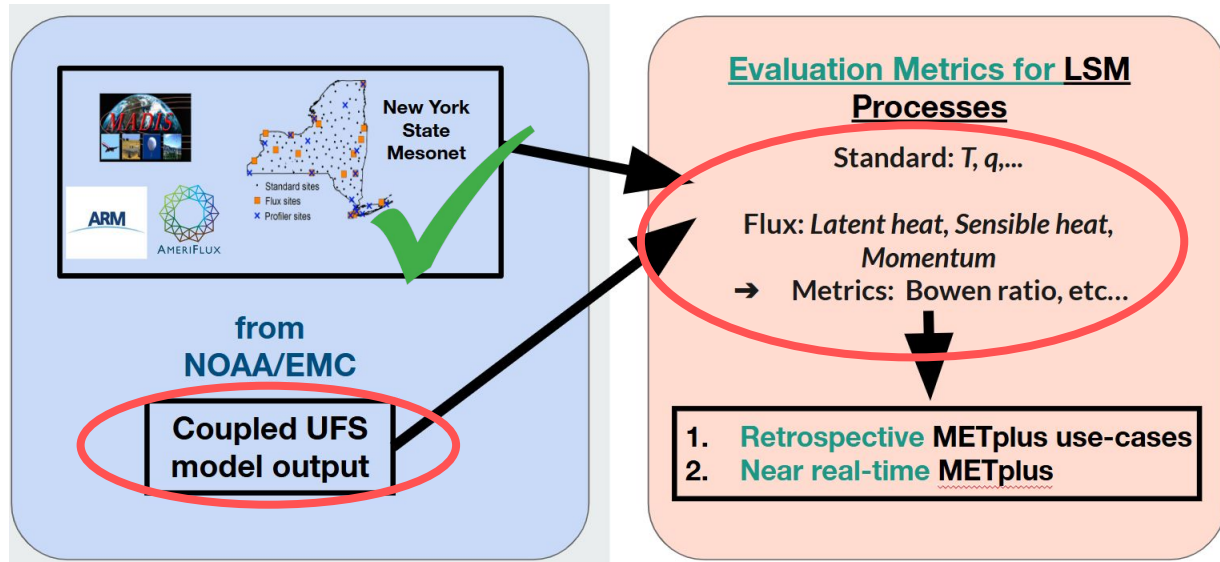 MADIS
ARM
AMERIFLUX
New York
State
Mesonet
Standard sites
Flux sites
Profiler sites
from
NOAA/EMC
Coupled UFS
model output
Evaluation Metrics for LSM
Processes
Standard: T, q,...
Flux: Latent heat, Sensible heat,
Momentum
➔ Metrics: Bowen ratio, etc…
1. Retrospective METplus use-cases
2. Near real-time METplus